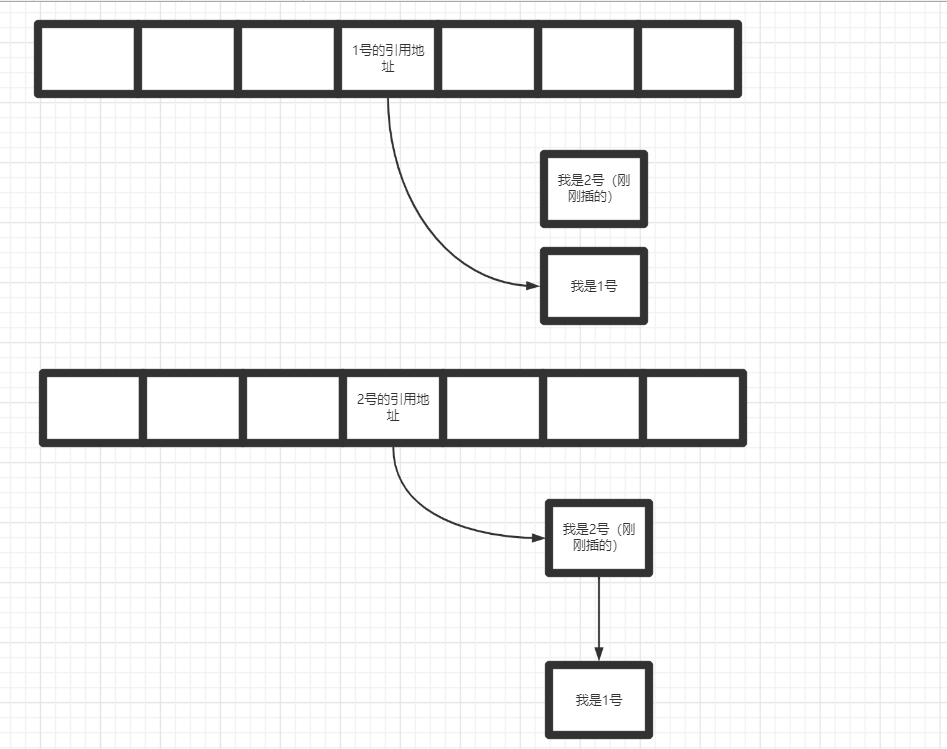 1号的引用地
址
我是2号（刚
刚插的）
我是1号
2号的引用地
址
我是2号（刚
刚插的）
我是1号